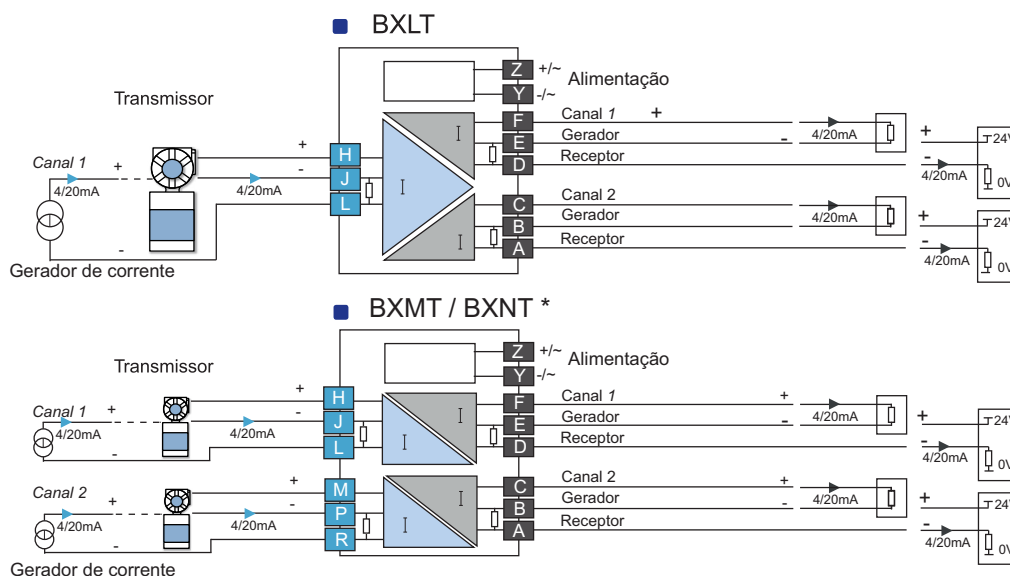 BXLT
Z +/~ Alimentação
Y -/~
Transmissor
F Canal 1 +
4/20mA
E Gerador -
D Receptor
+ 24V
- 4/20mA
0V
Canal 1 +
4/20mA
-
Gerador de corrente
+ H
- J
4/20mA
L
I
I
I
C Canal 2
4/20mA
B Gerador
A Receptor
+ 24V
- 4/20mA
0V
BXMT / BXNT *
Z +/~ Alimentação
Y -/~
Transmissor
Canal 1 +
4/20mA
-
+ H
- J
4/20mA
L
I
I
F Canal 1 +
4/20mA
E Gerador -
D Receptor
+ 24V
- 4/20mA
0V
Canal 2 +
4/20mA
-
Gerador de corrente
+ M
- P
4/20mA
R
I
I
C Canal 2 +
4/20mA
B Gerador -
A Receptor
+ 24V
- 4/20mA
0V